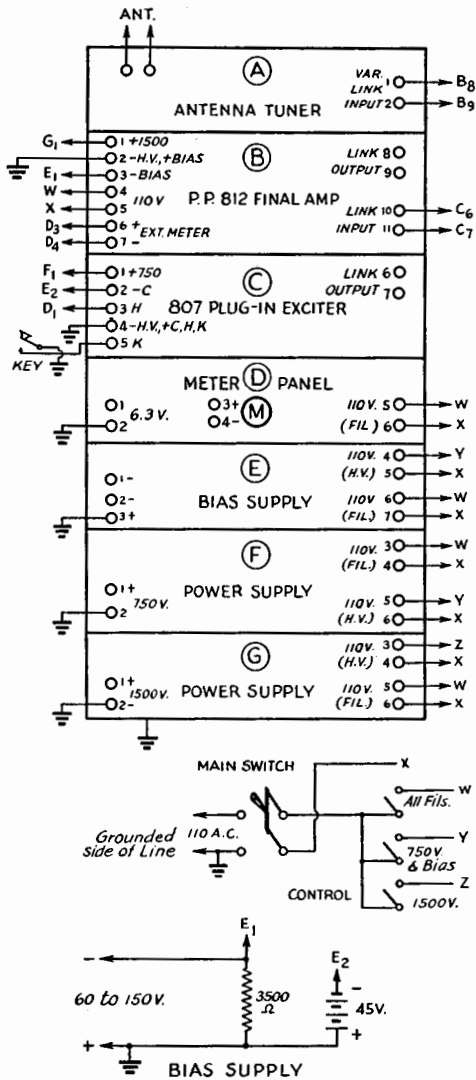 ANT.
A
ANTENNA TUNER
VAR. LINK INPUT
1 B8
2 B9
B
P.P. 812 FINAL AMP
G1 1 +1500
2 -H.V.,+BIAS
E1 3 -BIAS
W 4
X 5
110V
D3 6 +
D4 7 -
EXT. METER
LINK 8
OUTPUT 9
LINK 10 C6
INPUT 11 C7
C
807 PLUG-IN EXCITER
F1 1 +750
E2 2 -C
D1 3 H
4 -H.V.,+C,H,K
5 K
KEY
LINK 6
OUTPUT 7
METER D PANEL
M
1
2
6.3 V.
3+
4-
110V. 5 W
(FIL) 6 X
E
BIAS SUPPLY
1-
2-
3+
110V. 4 Y
(H.V.) 5 X
110V 6 W
(FIL.) 7 X
F
POWER SUPPLY
1+
2
750V.
110V. 3 W
(FIL.) 4 X
110V. 5 Y
(H.V.) 6 X
G
POWER SUPPLY
1+
2-
1500V.
110V. 3 Z
(H.V.) 4 X
110V. 5 W
(FIL.) 6 X
MAIN SWITCH
X
W
All Fils.
Grounded
side of Line
110 A.C.
Y
750V.
& Bias
CONTROL
Z
1500V.
E1
E2
-
60 to 150V.
3500
Ω
-
45V.
+
+
BIAS SUPPLY